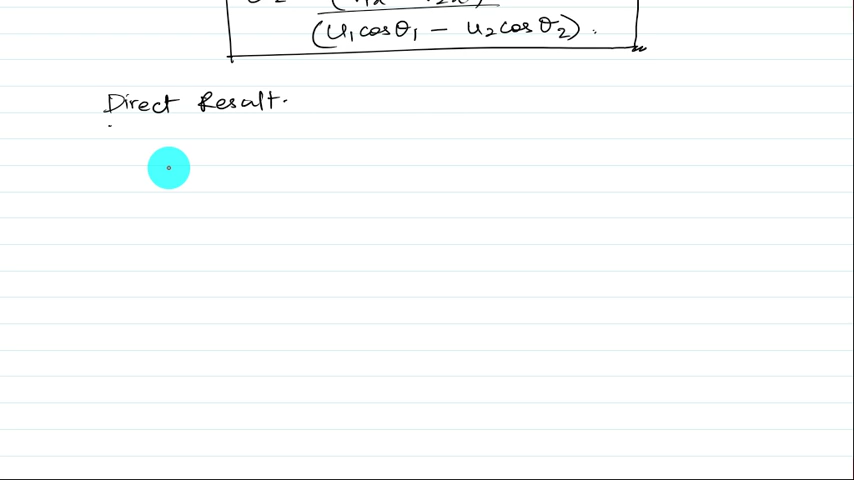 (u₁cosθ₁ − u₂cosθ₂).
Direct Result.